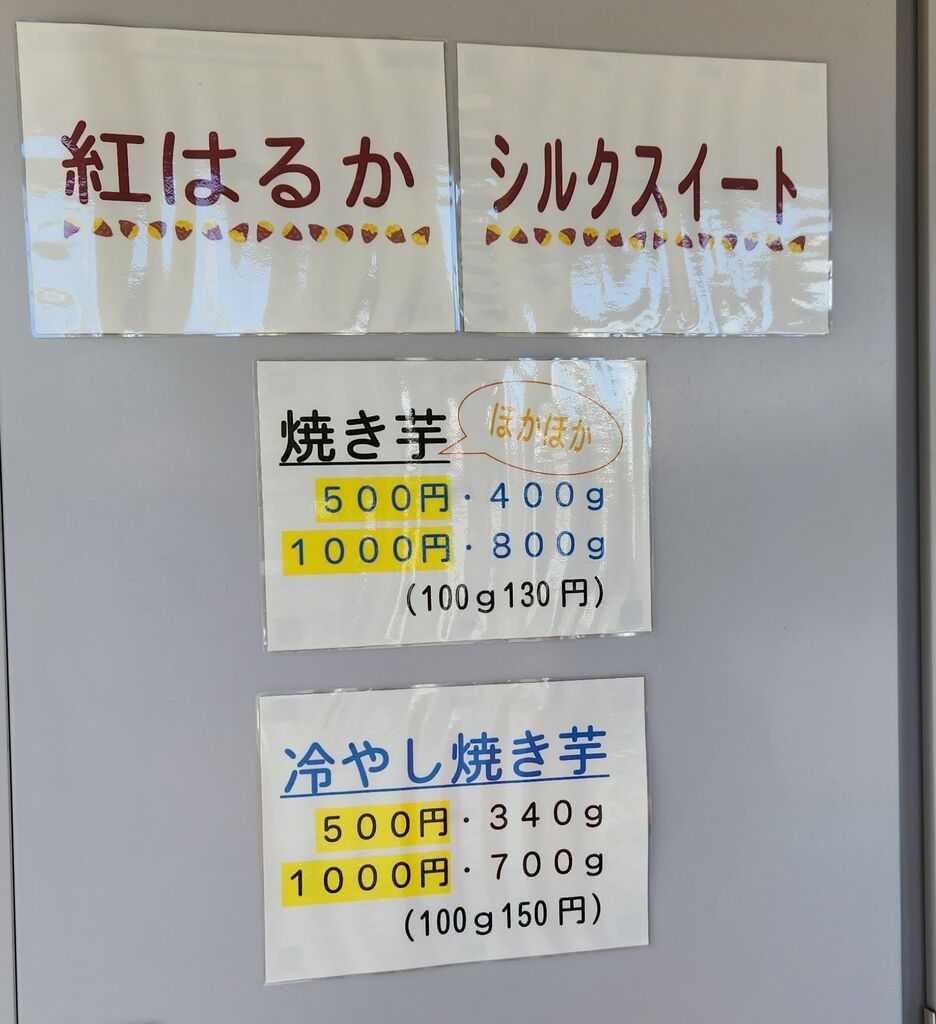 紅はるか
シルクスイート
焼き芋
ほかほか
５００円・４００ｇ
１０００円・８００ｇ
(100ｇ130円)
冷やし焼き芋
５００円・３４０ｇ
１０００円・７００ｇ
(100ｇ150円)